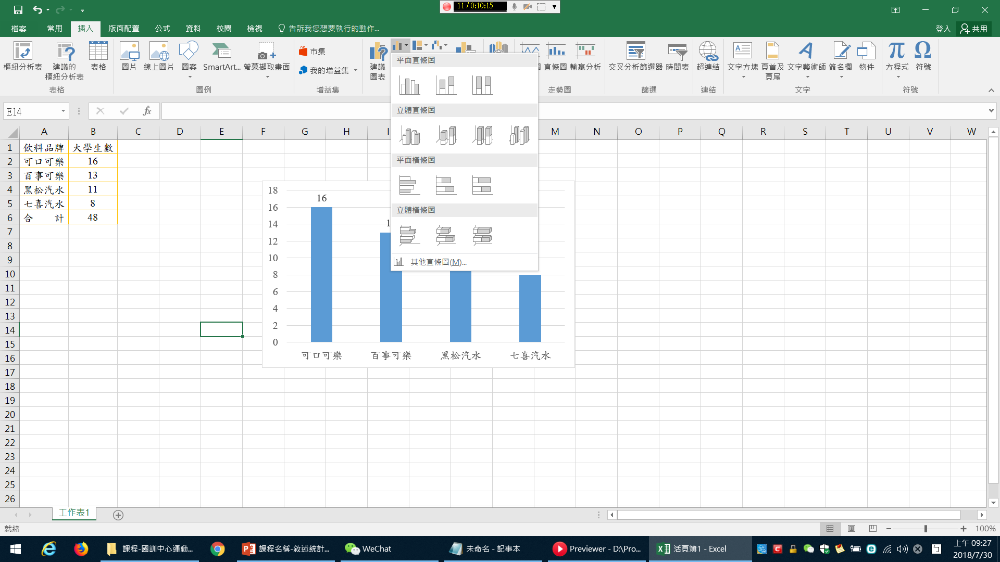 11 / 0:10:15
檔案 常用 插入 版面配置 公式 資料 校閱 檢視 告訴我您想要執行的動作... 登入 共用
樞紐分析表 建議的 樞紐分析表 表格 圖片 線上圖片 圖案 SmartArt... 螢幕擷取畫面 市集 我的增益集 建議 圖表 直條圖 輸贏分析 交叉分析篩選器 時間表 超連結 文字方塊 頁首及 頁尾 文字藝術師 簽名欄 物件 方程式 符號
表格 圖例 增益集 走勢圖 篩選 連結 文字 符號
平面直條圖
立體直條圖
平面橫條圖
立體橫條圖
其他直條圖(M)...
E14 fx
A B C D E F G H I M N O P Q R S T U V W
1 飲料品牌 大學生數
2 可口可樂 16
3 百事可樂 13
4 黑松汽水 11
5 七喜汽水 8
6 合 計 48
7
8
9
10
11
12
13
14
15
16
17
18
19
20
21
22
23
24
25
26
18
16
14
12
10
8
6
4
2
0
16
1
可口可樂 百事可樂 黑松汽水 七喜汽水
工作表1
就緒 100%
課程-國訓中心運動... 課程名稱-敘述統計... WeChat 未命名 - 記事本 Previewer - D:\Pro... 活頁簿1 - Excel 上午 09:27
2018/7/30